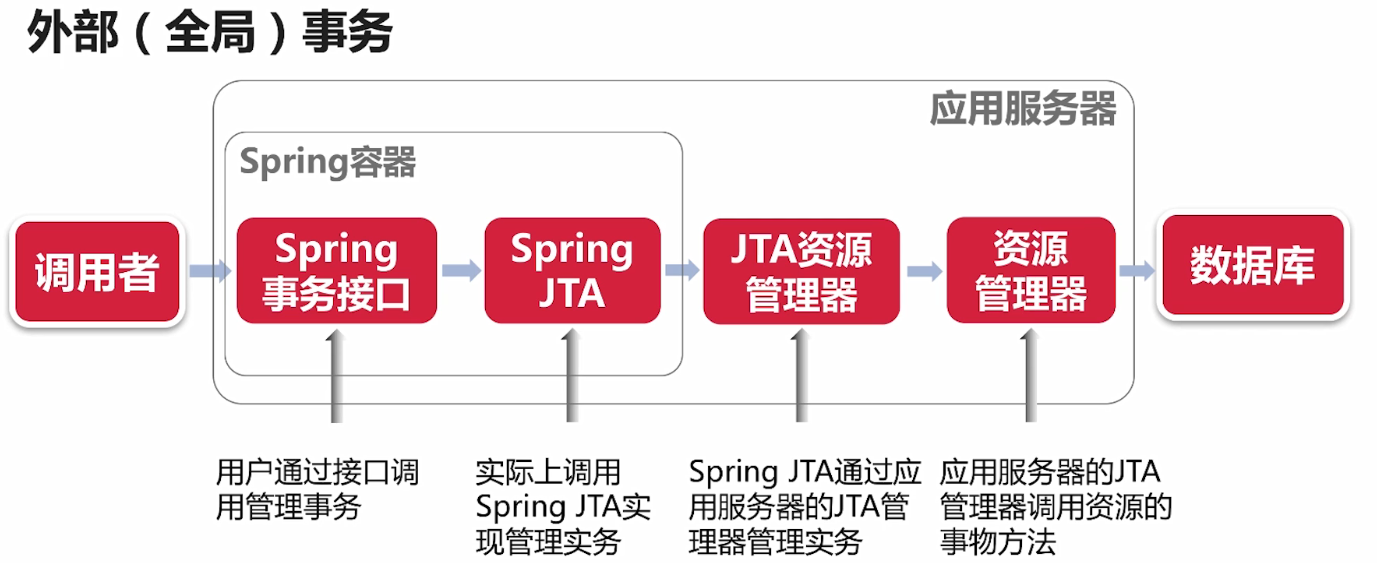 外部（全局）事务
应用服务器
Spring容器
调用者
Spring
事务接口
Spring
JTA
JTA资源
管理器
资源
管理器
数据库
用户通过接口调
用管理事务
实际上调用
Spring JTA实
现管理实务
Spring JTA通过应
用服务器的JTA管
理器管理实务
应用服务器的JTA
管理器调用资源的
事物方法